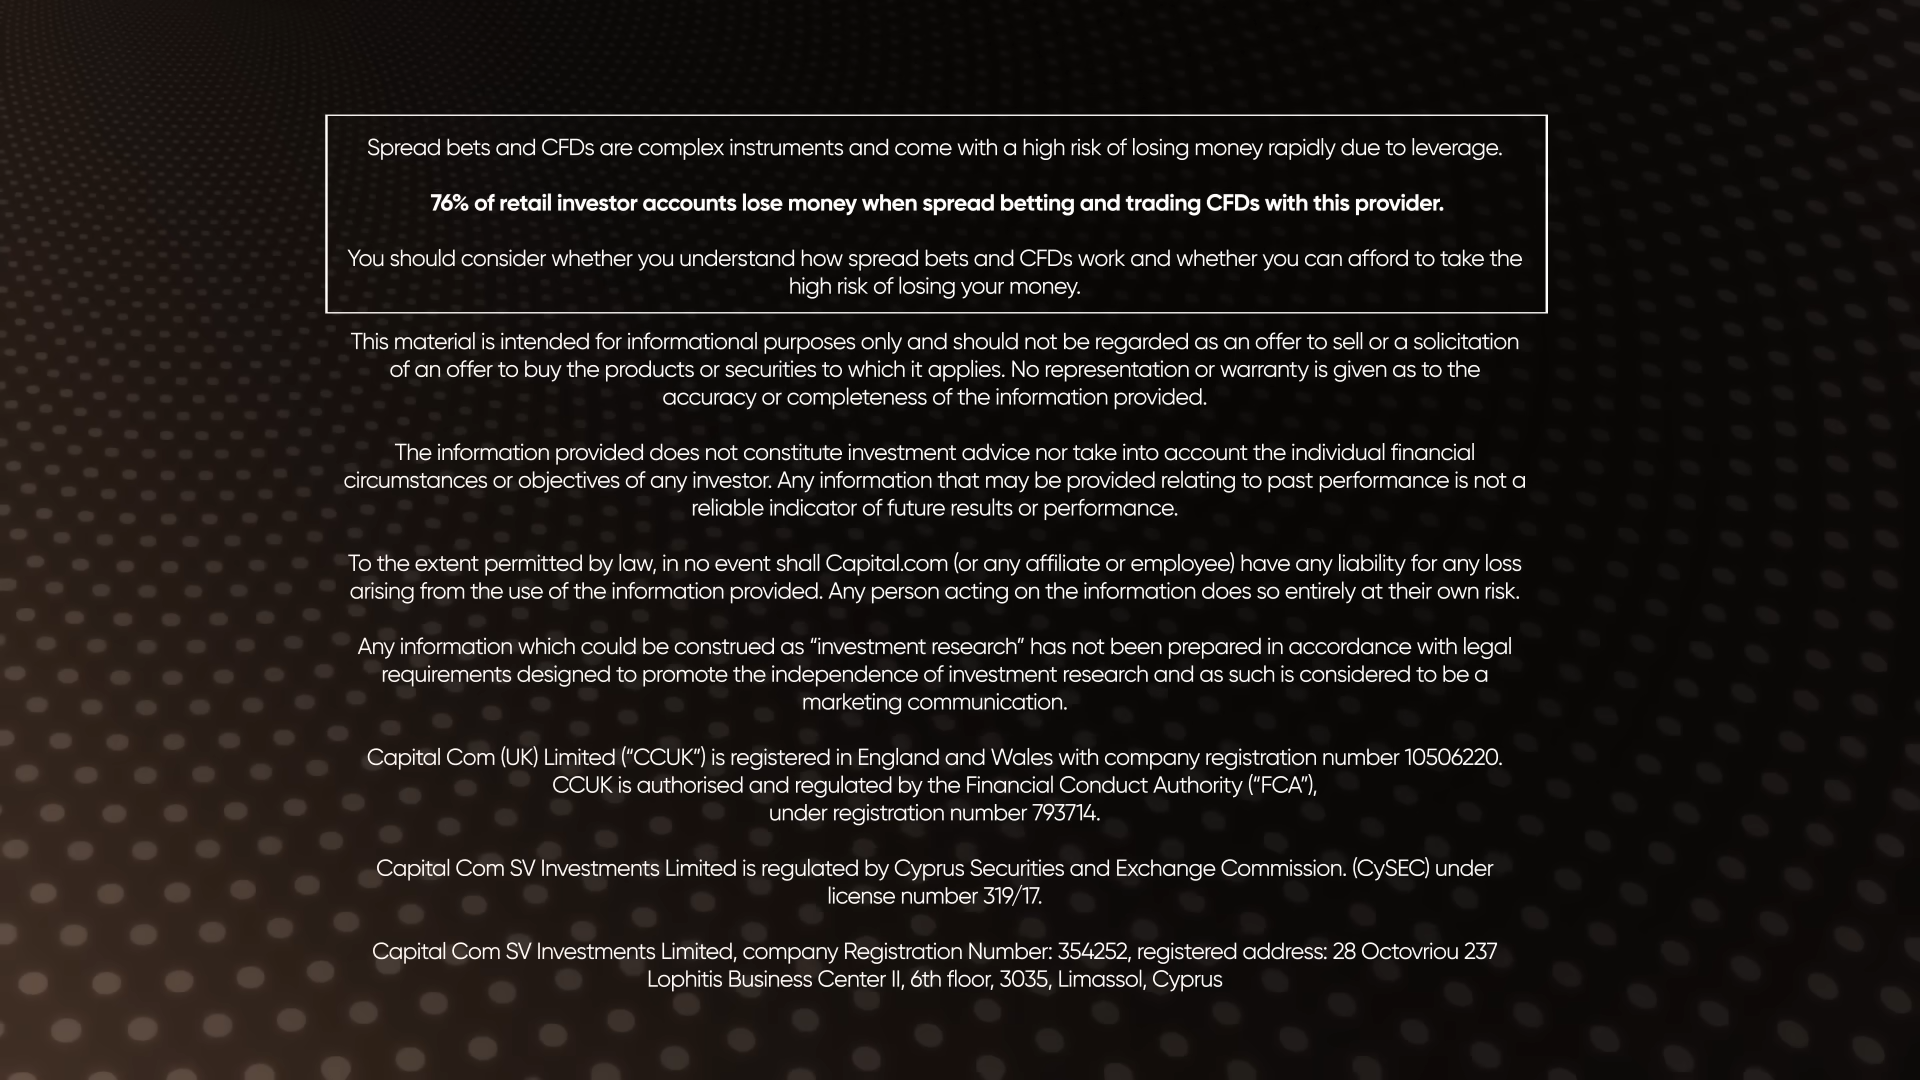 Spread bets and CFDs are complex instruments and come with a high risk of losing money rapidly due to leverage.
76% of retail investor accounts lose money when spread betting and trading CFDs with this provider.
You should consider whether you understand how spread bets and CFDs work and whether you can afford to take the
high risk of losing your money.
This material is intended for informational purposes only and should not be regarded as an offer to sell or a solicitation
of an offer to buy the products or securities to which it applies. No representation or warranty is given as to the
accuracy or completeness of the information provided.
The information provided does not constitute investment advice nor take into account the individual financial
circumstances or objectives of any investor. Any information that may be provided relating to past performance is not a
reliable indicator of future results or performance.
To the extent permitted by law, in no event shall Capital.com (or any affiliate or employee) have any liability for any loss
arising from the use of the information provided. Any person acting on the information does so entirely at their own risk.
Any information which could be construed as “investment research” has not been prepared in accordance with legal
requirements designed to promote the independence of investment research and as such is considered to be a
marketing communication.
Capital Com (UK) Limited (“CCUK”) is registered in England and Wales with company registration number 10506220.
CCUK is authorised and regulated by the Financial Conduct Authority (“FCA”),
under registration number 793714.
Capital Com SV Investments Limited is regulated by Cyprus Securities and Exchange Commission. (CySEC) under
license number 319/17.
Capital Com SV Investments Limited, company Registration Number: 354252, registered address: 28 Octovriou 237
Lophitis Business Center II, 6th floor, 3035, Limassol, Cyprus